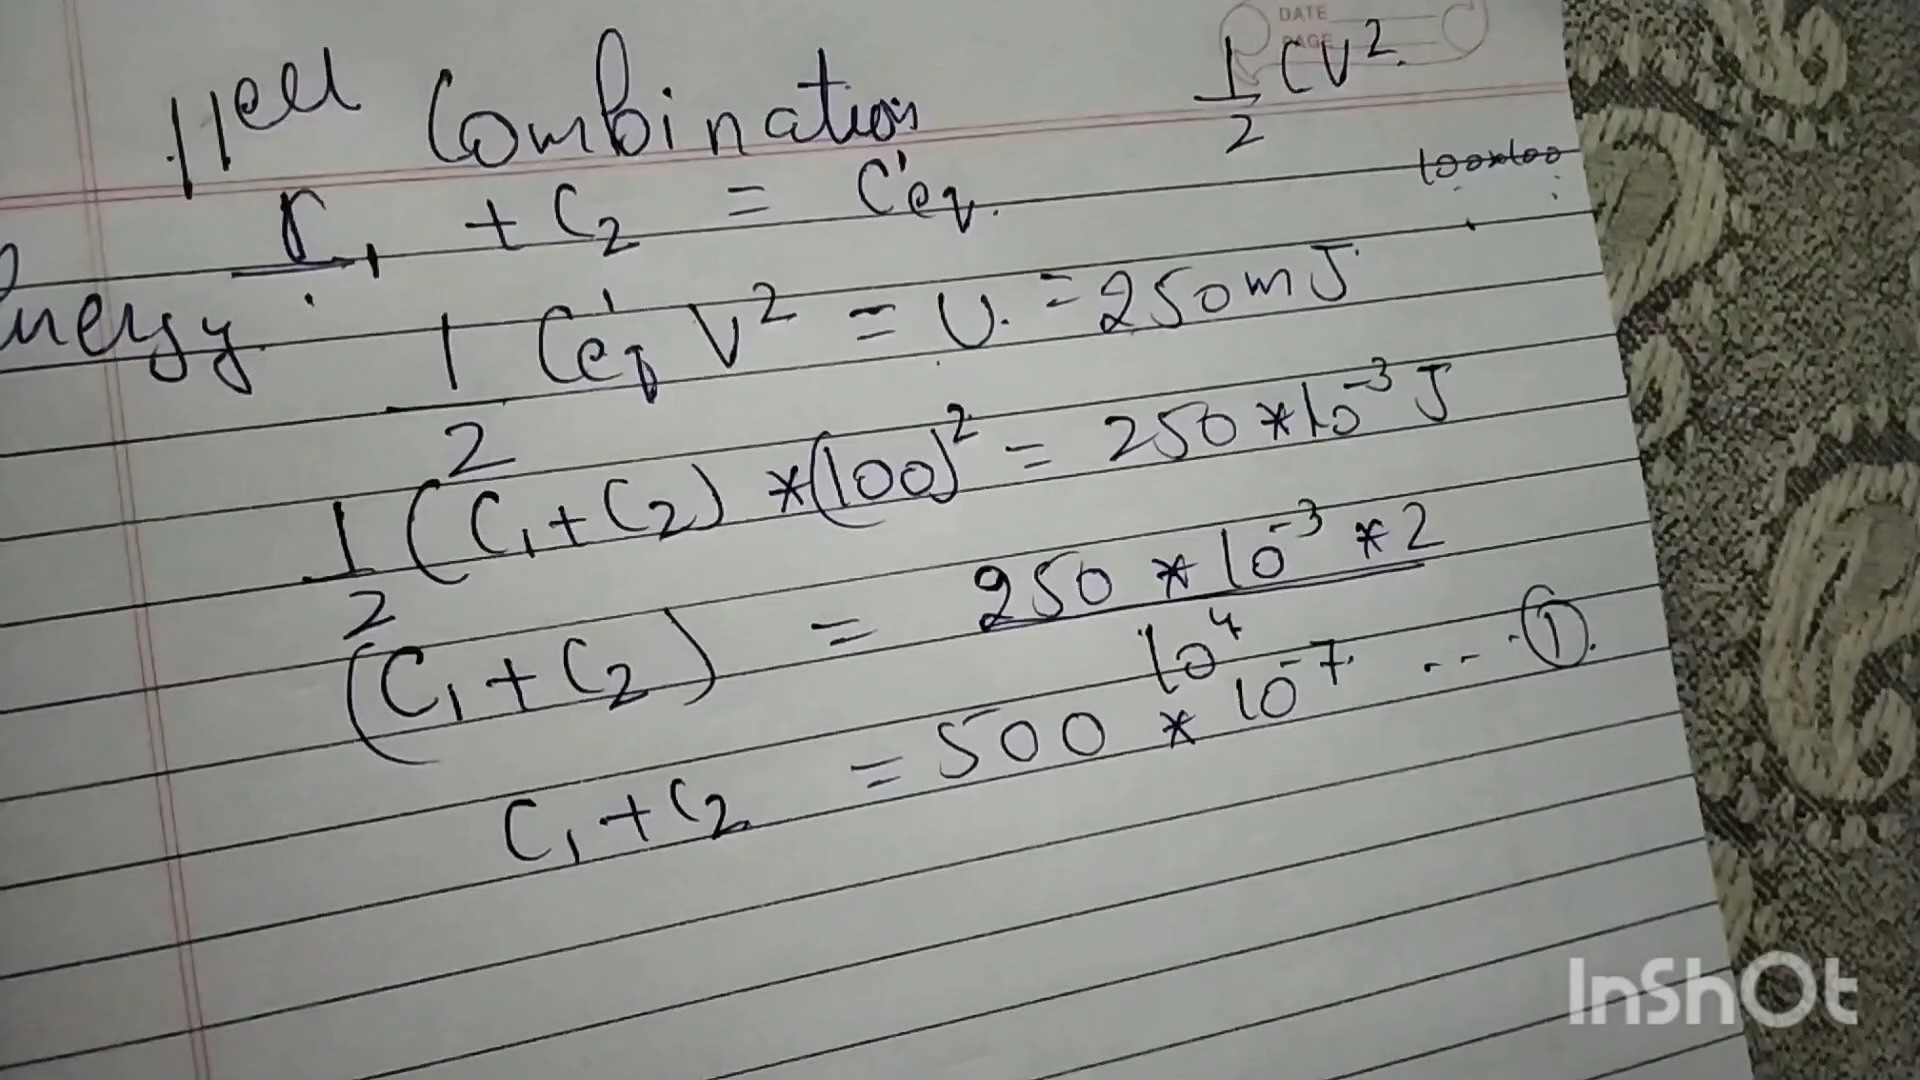 DATE
PAGE
1/2 CV².
||ell Combination
100×100
C₁ + C₂ = C'eq.
Energy.
1/2 C'eq V² = U. = 250mJ
1/2 (C₁+C₂) *(100)² = 250*10⁻³ J
(C₁+C₂) = 250 * 10⁻³ * 2 / 10⁴
C₁+C₂ = 500 * 10⁻⁷ ... ①.
InShOt